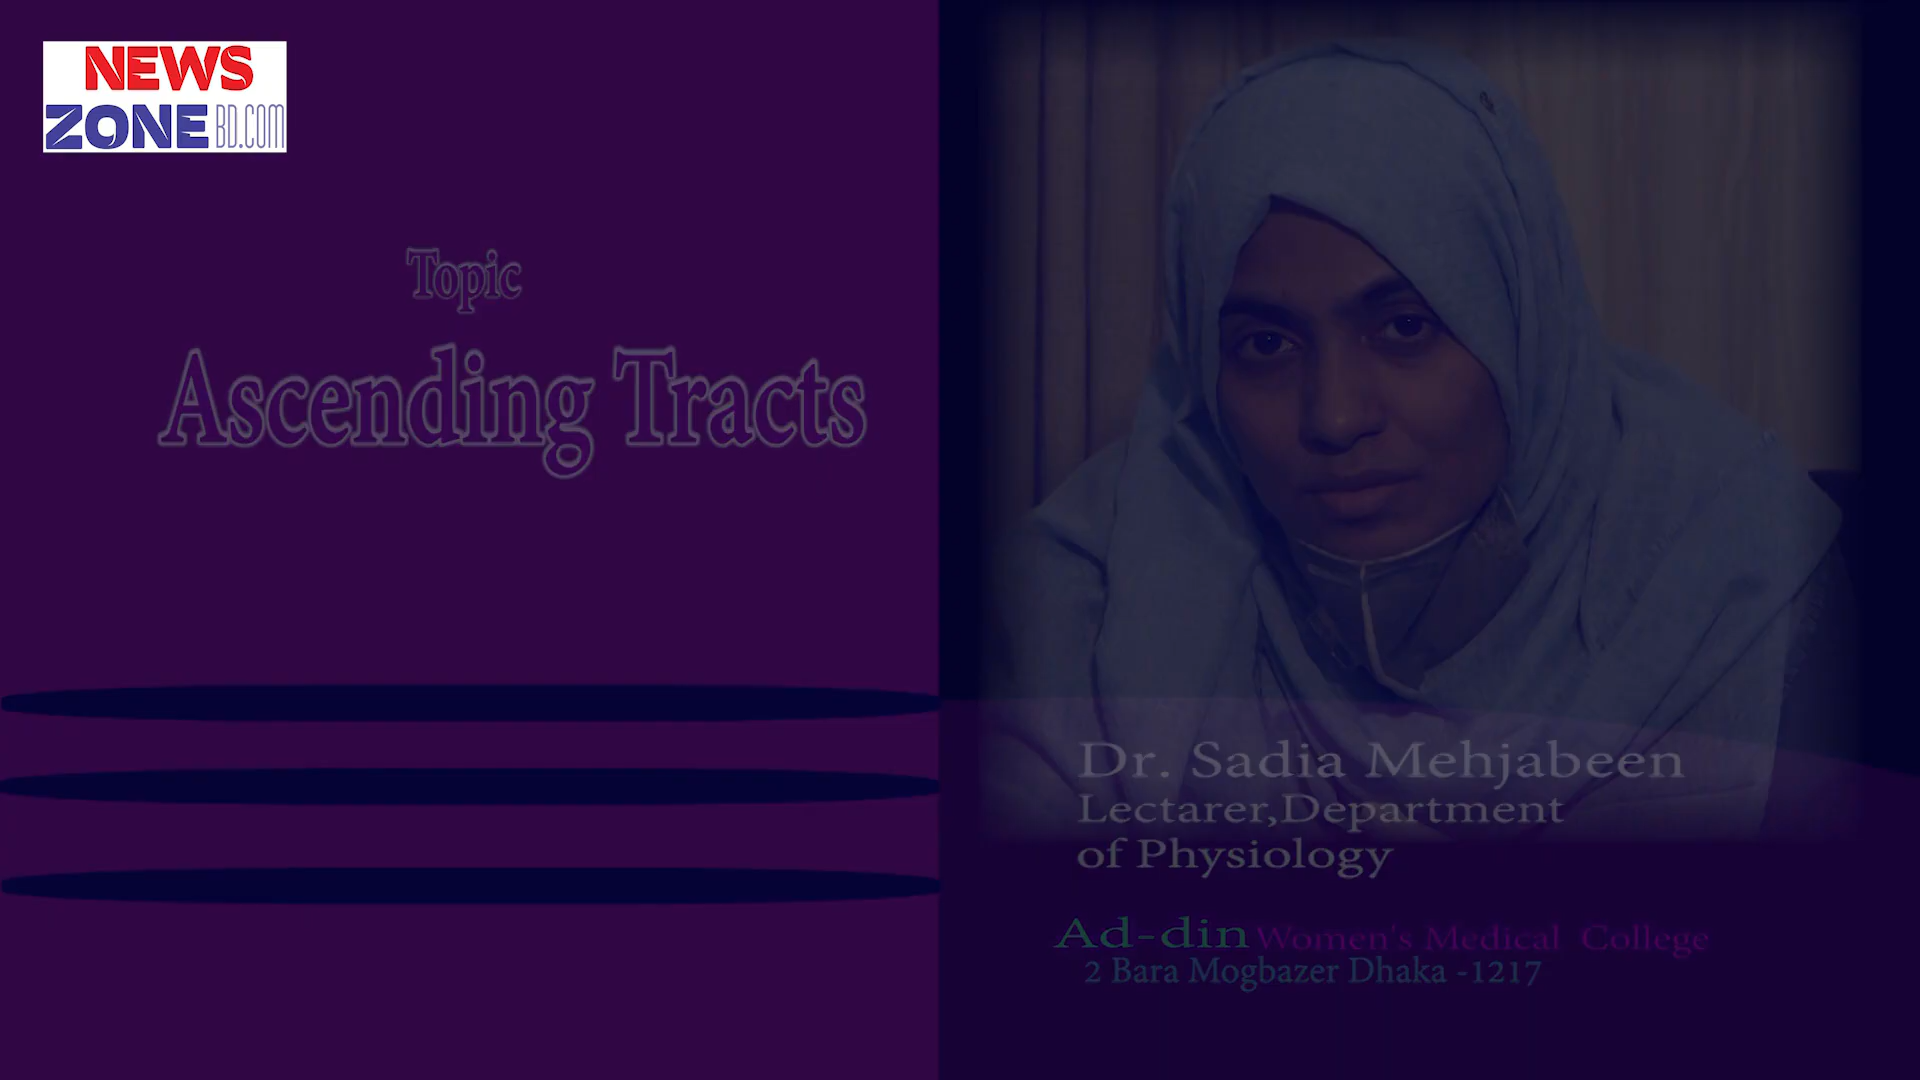 NEWS
ZONE BD.COM
Topic
Ascending Tracts
Dr. Sadia Mehjabeen
Lectarer,Department
of Physiology
Ad-din Women's Medical College
2 Bara Mogbazer Dhaka -1217